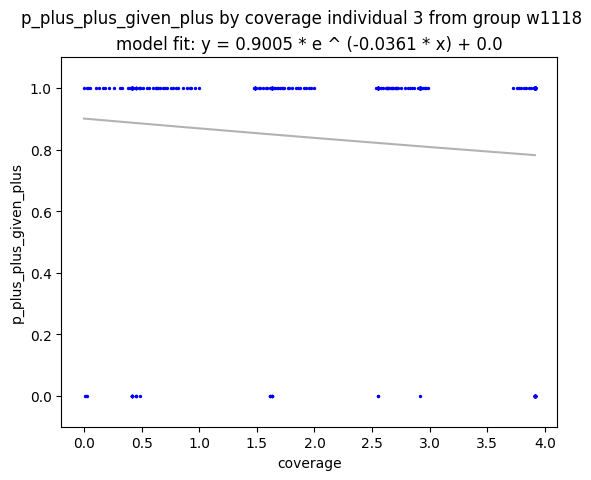 p_plus_plus_given_plus by coverage individual 3 from group w1118
model fit: y = 0.9005 * e ^ (-0.0361 * x) + 0.0
p_plus_plus_given_plus
1.0
0.8
0.6
0.4
0.2
0.0
0.0 0.5 1.0 1.5 2.0 2.5 3.0 3.5 4.0
coverage